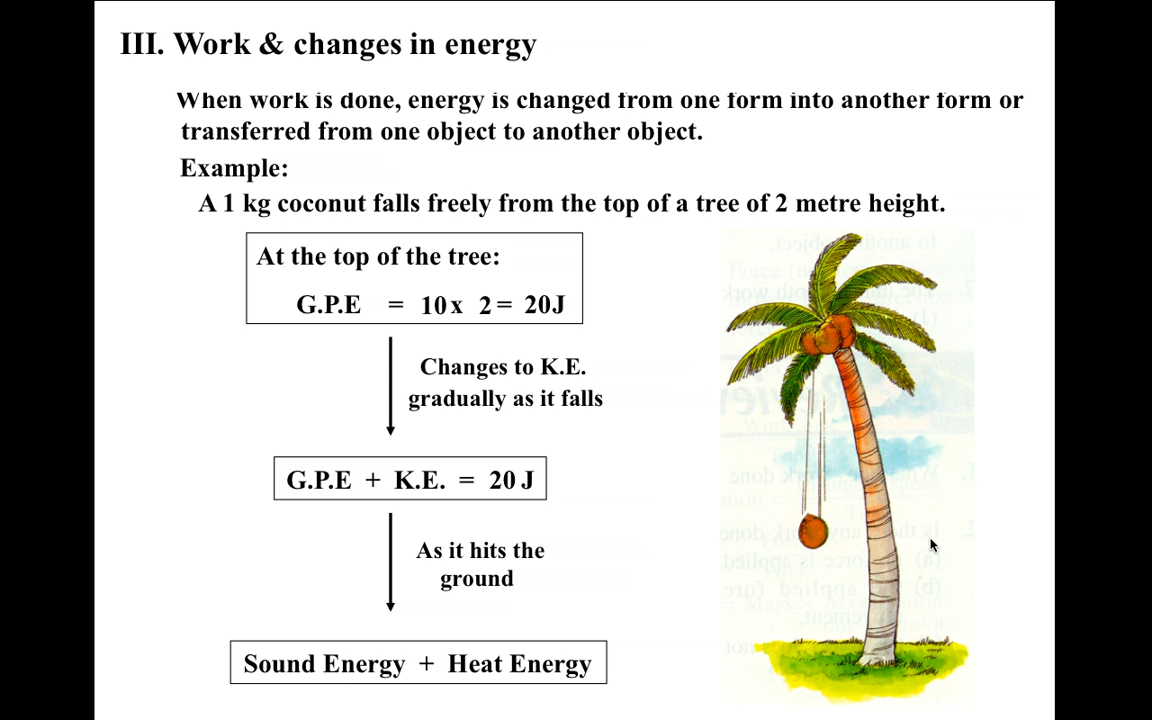 III. Work & changes in energy
When work is done, energy is changed from one form into another form or
transferred from one object to another object.
Example:
A 1 kg coconut falls freely from the top of a tree of 2 metre height.
At the top of the tree:
G.P.E = 10 x 2 = 20J
Changes to K.E.
gradually as it falls
G.P.E + K.E. = 20 J
As it hits the
ground
Sound Energy + Heat Energy